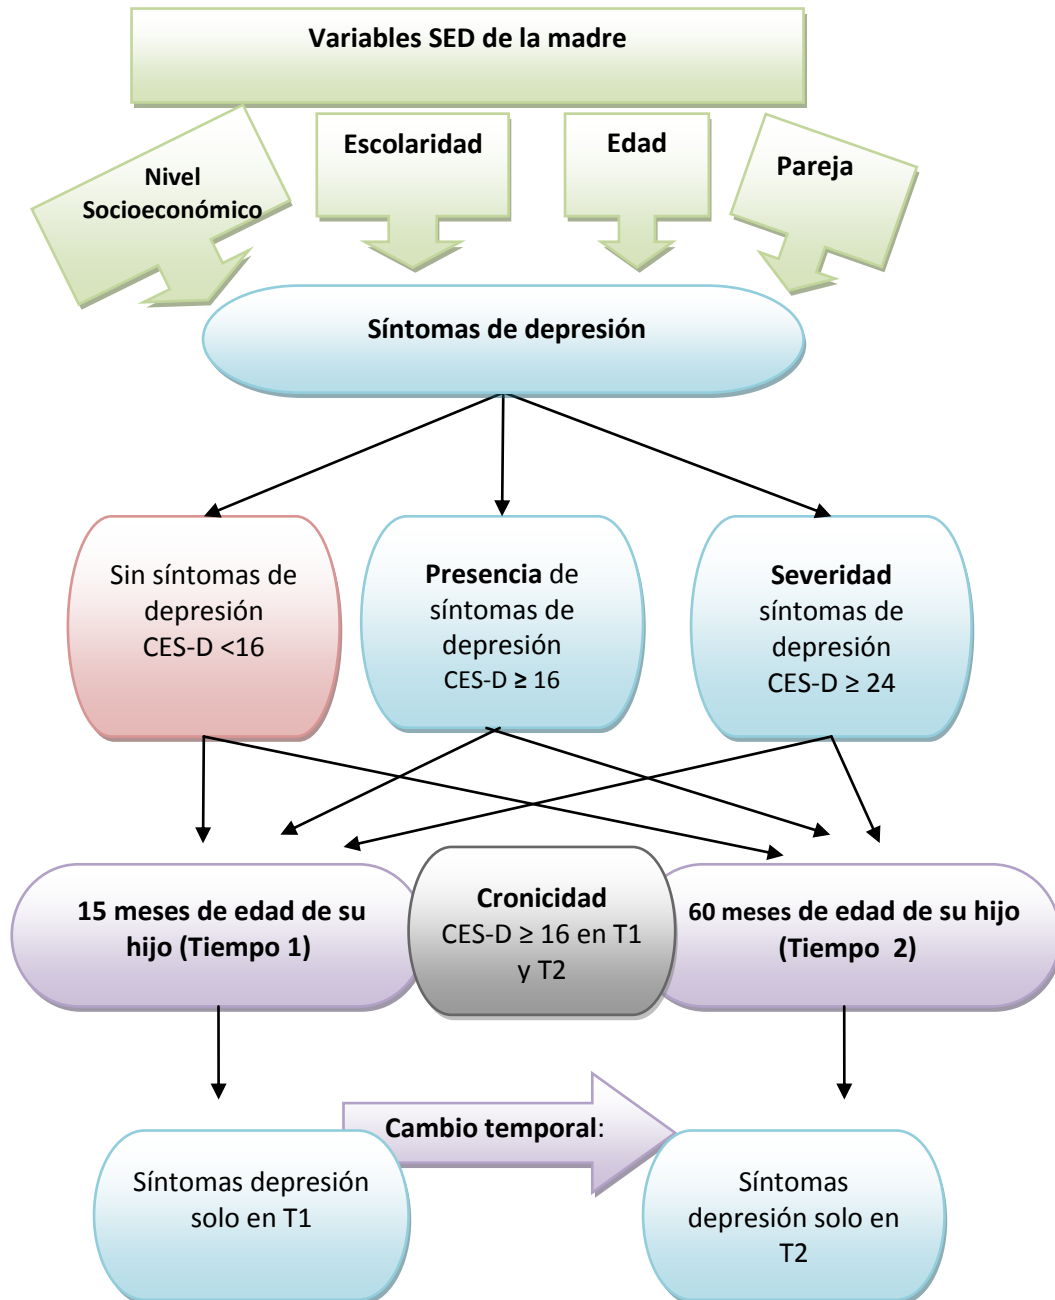 Variables SED de la madre
Nivel
Socioeconómico
Escolaridad
Edad
Pareja
Síntomas de depresión
Sin síntomas de
depresión
CES-D <16
Presencia de
síntomas de
depresión
CES-D ≥ 16
Severidad
síntomas de
depresión
CES-D ≥ 24
15 meses de edad de su
hijo (Tiempo 1)
Cronicidad
CES-D ≥ 16 en T1
y T2
60 meses de edad de su hijo
(Tiempo 2)
Cambio temporal:
Síntomas depresión
solo en T1
Síntomas
depresión solo en
T2